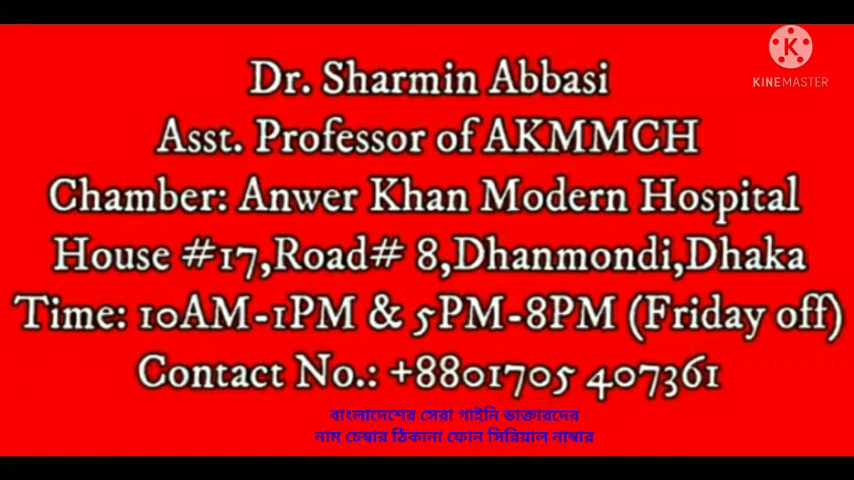 KINEMASTER
Dr. Sharmin Abbasi
Asst. Professor of AKMMCH
Chamber: Anwer Khan Modern Hospital
House #17,Road# 8,Dhanmondi,Dhaka
Time: 10AM-1PM & 5PM-8PM (Friday off)
Contact No.: +8801705 407361
বাংলাদেশের সেরা গাইনি ডাক্তারদের
নাম চেম্বার ঠিকানা ফোন সিরিয়াল নাম্বার